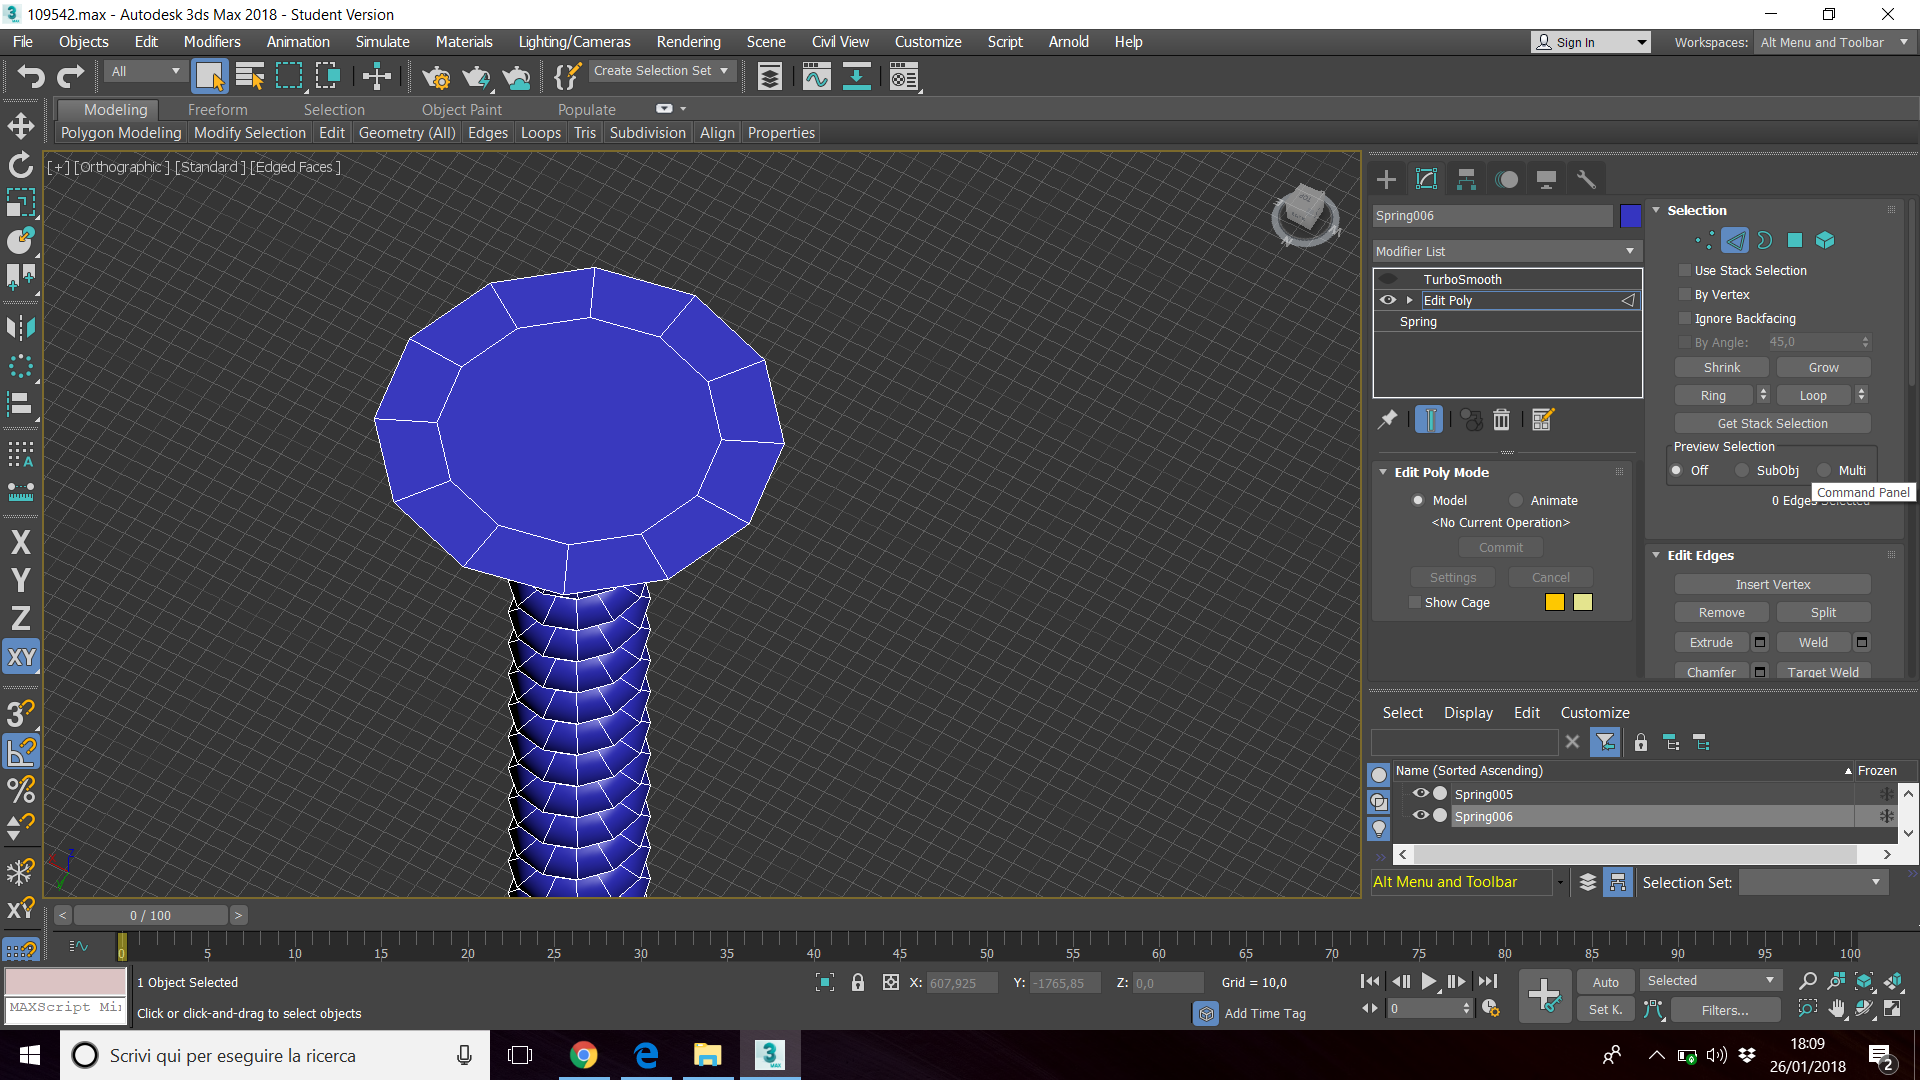 109542.max - Autodesk 3ds Max 2018 - Student Version
File Objects Edit Modifiers Animation Simulate Materials Lighting/Cameras Rendering Scene Civil View Customize Script Arnold Help
Sign In Workspaces: Alt Menu and Toolbar
All Create Selection Set
Modeling Freeform Selection Object Paint Populate
Polygon Modeling Modify Selection Edit Geometry (All) Edges Loops Tris Subdivision Align Properties
[+] [Orthographic ] [Standard ] [Edged Faces ]
Spring006
Modifier List
TurboSmooth
Edit Poly
Spring
Edit Poly Mode
Model Animate
<No Current Operation>
Commit
Settings Cancel
Show Cage
Selection
Use Stack Selection
By Vertex
Ignore Backfacing
By Angle: 45,0
Shrink Grow
Ring Loop
Get Stack Selection
Preview Selection
Off SubObj Multi
Command Panel
0 Edges Selected
Edit Edges
Insert Vertex
Remove Split
Extrude Weld
Chamfer Target Weld
X
Y
Z
XY
3
%
XY
Select Display Edit Customize
Name (Sorted Ascending) Frozen
Spring005
Spring006
Alt Menu and Toolbar Selection Set:
< 0 / 100 >
0 5 10 15 20 25 30 35 40 45 50 55 60 65 70 75 80 85 90 95 100
1 Object Selected X: 607,925 Y: -1765,85 Z: 0,0 Grid = 10,0
Auto Selected
MAXScript Mi
Click or click-and-drag to select objects
Add Time Tag
0
Set K. Filters...
Scrivi qui per eseguire la ricerca
3
MAX
18:09
26/01/2018
2